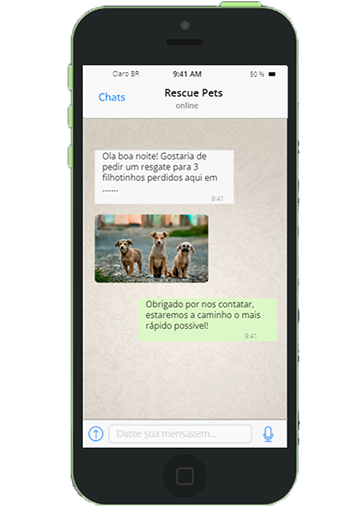 Claro BR 9:41 AM 50 %
Chats Rescue Pets
online
Ola boa noite! Gostaria de
pedir um resgate para 3
filhotinhos perdidos aqui em
.......
9:41
Obrigado por nos contatar,
estaremos a caminho o mais
rápido possivel!
9:41
Digite sua mensagem...